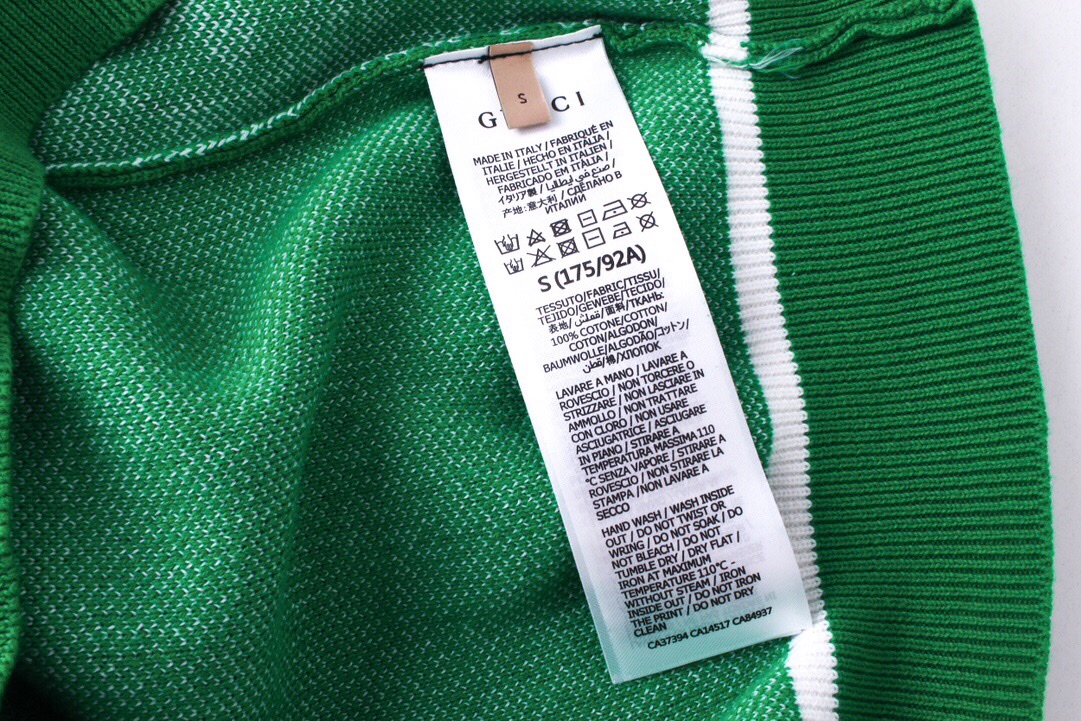 S
GUCCI
MADE IN ITALY / FABRIQUÉ EN
ITALIE / HECHO EN ITALIA /
HERGESTELLT IN ITALIEN /
FABRICADO EM ITÁLIA /
イタリア製 / صنع في ايطاليا /
产地:意大利 / СДЕЛАНО В
ИТАЛИИ
S (175/92A)
TESSUTO/FABRIC/TISSU/
TEJIDO/GEWEBE/TECIDO/
表地/قماش/面料/ТКАНЬ:
100% COTONE/COTTON/
COTON/ALGODON/
BAUMWOLLE/ALGODÃO/コットン/
قطن/棉/ХЛОПОК
LAVARE A MANO / LAVARE A
ROVESCIO / NON TORCERE O
STRIZZARE / NON LASCIARE IN
AMMOLLO / NON TRATTARE
CON CLORO / NON USARE
ASCIUGATRICE / ASCIUGARE
IN PIANO / STIRARE A
TEMPERATURA MASSIMA 110
°C SENZA VAPORE / STIRARE A
ROVESCIO / NON STIRARE LA
STAMPA /NON LAVARE A
SECCO
HAND WASH / WASH INSIDE
OUT / DO NOT TWIST OR
WRING / DO NOT SOAK / DO
NOT BLEACH / DO NOT
TUMBLE DRY / DRY FLAT /
IRON AT MAXIMUM
TEMPERATURE 110°C -
WITHOUT STEAM / IRON
INSIDE OUT / DO NOT IRON
THE PRINT / DO NOT DRY
CLEAN
CA37394 CA14517 CA84937